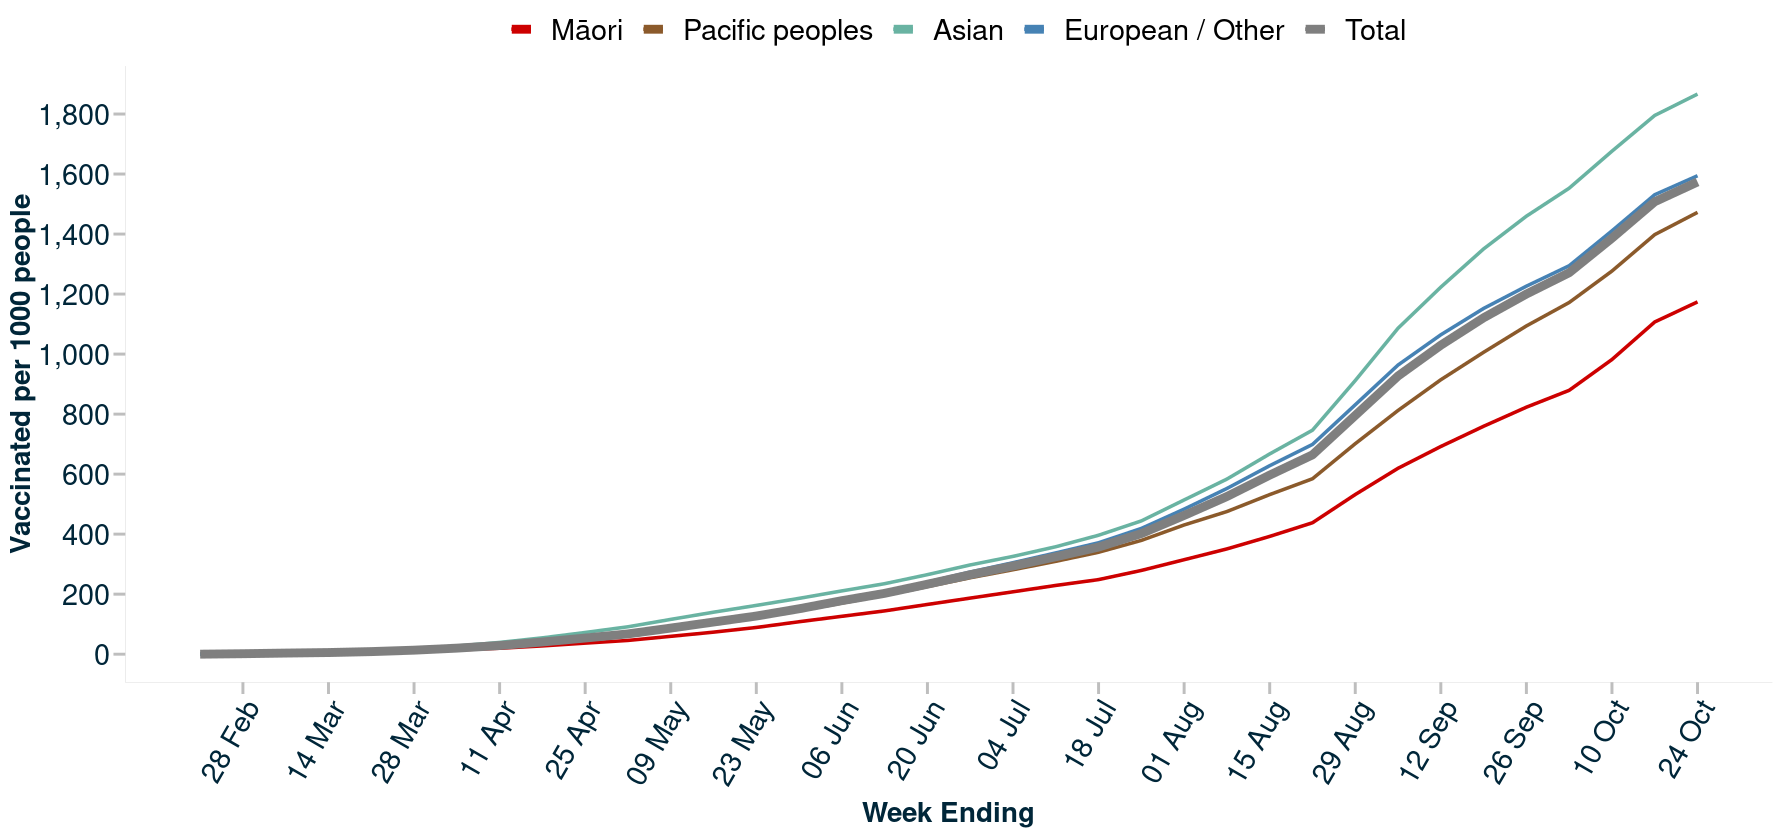 Māori Pacific peoples Asian European / Other Total
Vaccinated per 1000 people
1,800
1,600
1,400
1,200
1,000
800
600
400
200
0
28 Feb
14 Mar
28 Mar
11 Apr
25 Apr
09 May
23 May
06 Jun
20 Jun
04 Jul
18 Jul
01 Aug
15 Aug
29 Aug
12 Sep
26 Sep
10 Oct
24 Oct
Week Ending